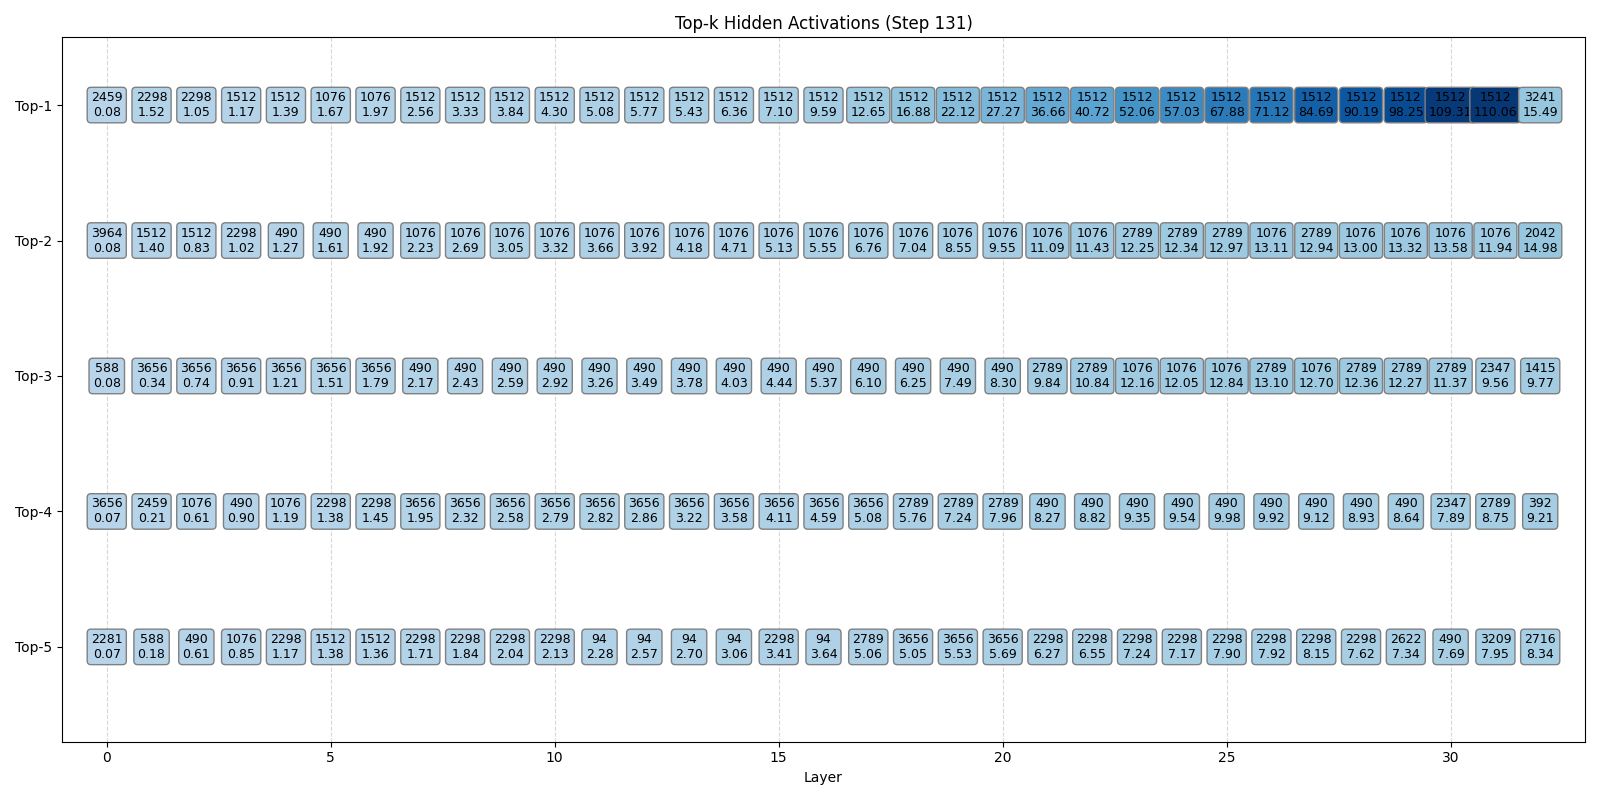 Top-k Hidden Activations (Step 131)
Top-1
2459 2298 2298 1512 1512 1076 1076 1512 1512 1512 1512 1512 1512 1512 1512 1512 1512 1512 1512 1512 1512 1512 1512 1512 1512 1512 1512 1512 1512 1512 1512 1512 3241
0.08 1.52 1.05 1.17 1.39 1.67 1.97 2.56 3.33 3.84 4.30 5.08 5.77 5.43 6.36 7.10 9.59 12.65 16.88 22.12 27.27 36.66 40.72 52.06 57.03 67.88 71.12 84.69 90.19 98.25 109.31 110.06 15.49
Top-2
3964 1512 1512 2298 490 490 490 1076 1076 1076 1076 1076 1076 1076 1076 1076 1076 1076 1076 1076 1076 1076 1076 2789 2789 2789 1076 2789 1076 1076 1076 1076 2042
0.08 1.40 0.83 1.02 1.27 1.61 1.92 2.23 2.69 3.05 3.32 3.66 3.92 4.18 4.71 5.13 5.55 6.76 7.04 8.55 9.55 11.09 11.43 12.25 12.34 12.97 13.11 12.94 13.00 13.32 13.58 11.94 14.98
Top-3
588 3656 3656 3656 3656 3656 3656 490 490 490 490 490 490 490 490 490 490 490 490 490 490 2789 2789 1076 1076 1076 2789 1076 2789 2789 2789 2347 1415
0.08 0.34 0.74 0.91 1.21 1.51 1.79 2.17 2.43 2.59 2.92 3.26 3.49 3.78 4.03 4.44 5.37 6.10 6.25 7.49 8.30 9.84 10.84 12.16 12.05 12.84 13.10 12.70 12.36 12.27 11.37 9.56 9.77
Top-4
3656 2459 1076 490 1076 2298 2298 3656 3656 3656 3656 3656 3656 3656 3656 3656 3656 3656 2789 2789 2789 490 490 490 490 490 490 490 490 490 2347 2789 392
0.07 0.21 0.61 0.90 1.19 1.38 1.45 1.95 2.32 2.58 2.79 2.82 2.86 3.22 3.58 4.11 4.59 5.08 5.76 7.24 7.96 8.27 8.82 9.35 9.54 9.98 9.92 9.12 8.93 8.64 7.89 8.75 9.21
Top-5
2281 588 490 1076 2298 1512 1512 2298 2298 2298 2298 94 94 94 94 2298 94 2789 3656 3656 3656 2298 2298 2298 2298 2298 2298 2298 2298 2622 490 3209 2716
0.07 0.18 0.61 0.85 1.17 1.38 1.36 1.71 1.84 2.04 2.13 2.28 2.57 2.70 3.06 3.41 3.64 5.06 5.05 5.53 5.69 6.27 6.55 7.24 7.17 7.90 7.92 8.15 7.62 7.34 7.69 7.95 8.34
0 5 10 15 20 25 30
Layer